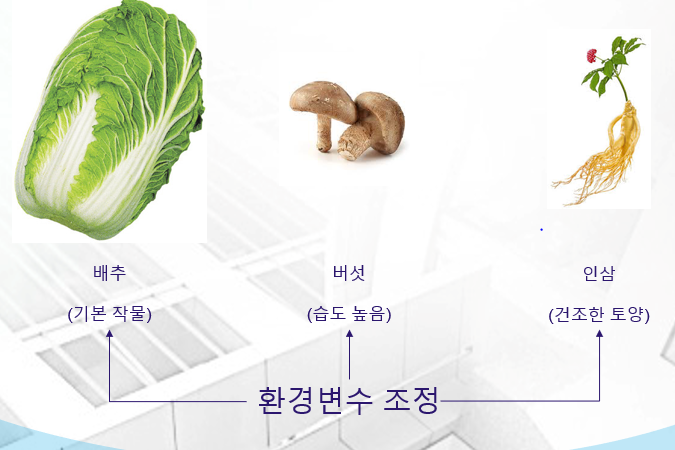 배추
(기본 작물)
버섯
(습도 높음)
인삼
(건조한 토양)
환경변수 조정